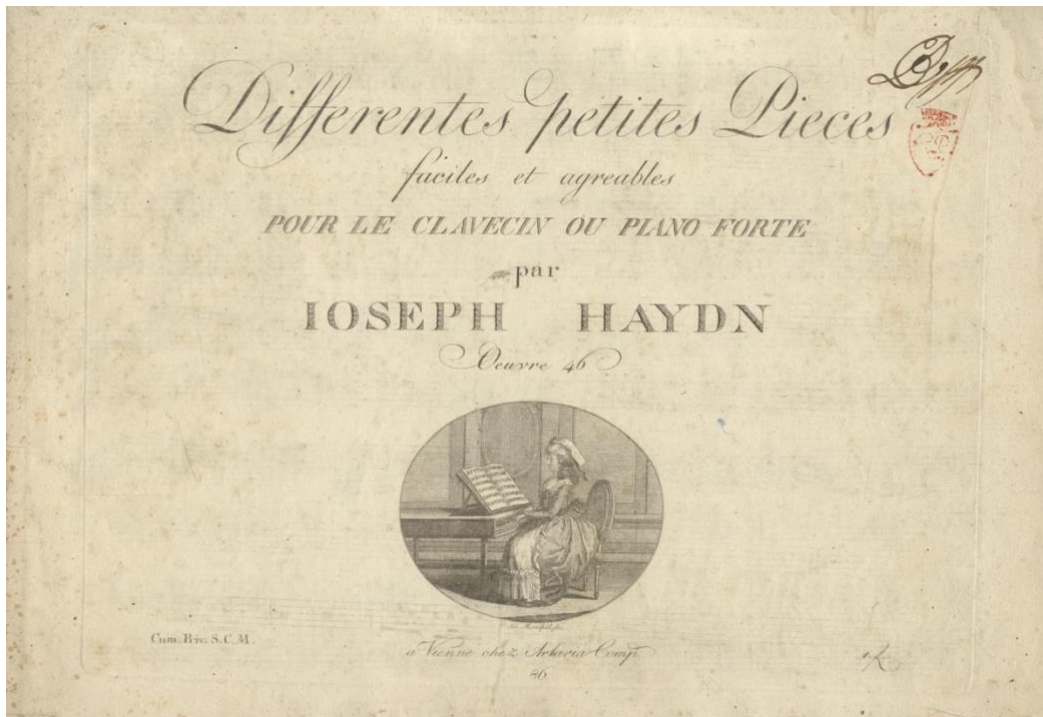 Differentes petites Pieces
faciles et agreables
POUR LE CLAVECIN OU PIANO FORTE
par
IOSEPH HAYDN
Oeuvre 46
Cum. Priv. S. C. M.
a Vienne chez Artaria Comp.
86